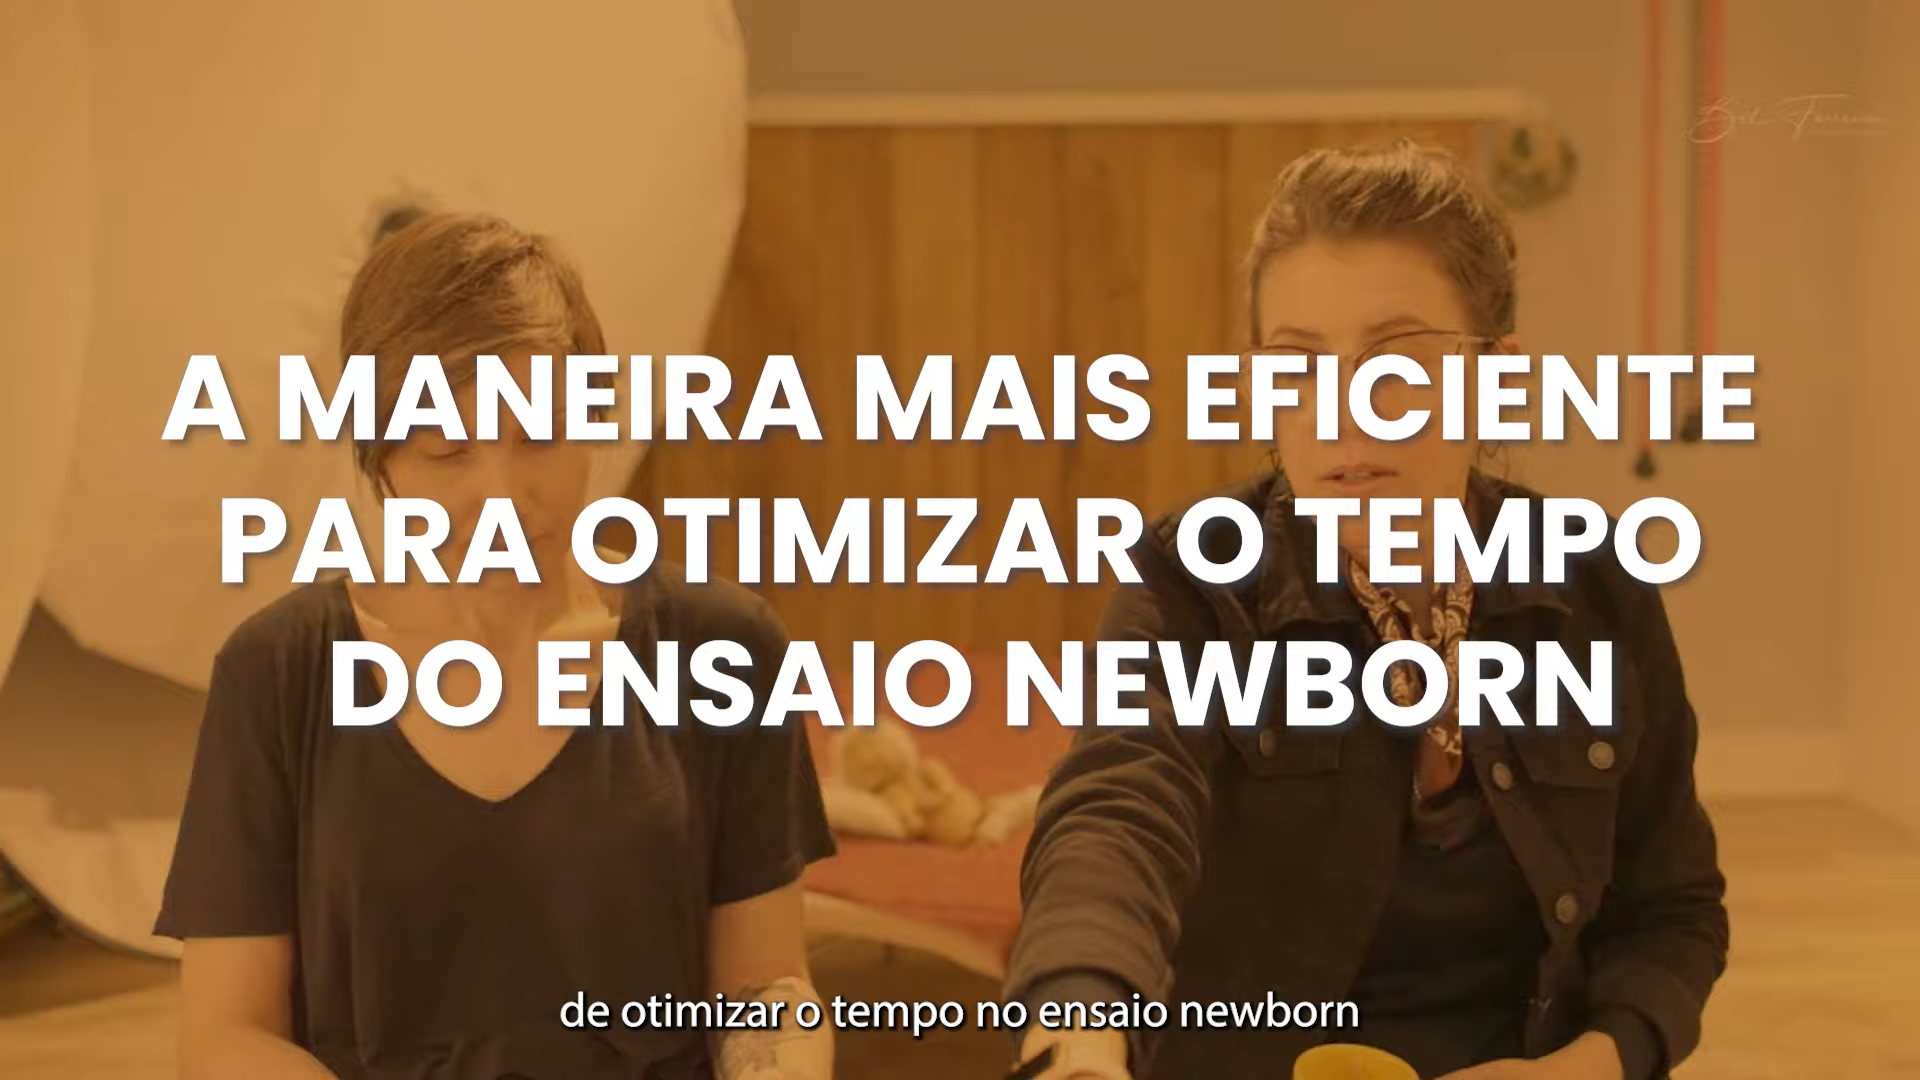 A MANEIRA MAIS EFICIENTE
PARA OTIMIZAR O TEMPO
DO ENSAIO NEWBORN
de otimizar o tempo no ensaio newborn